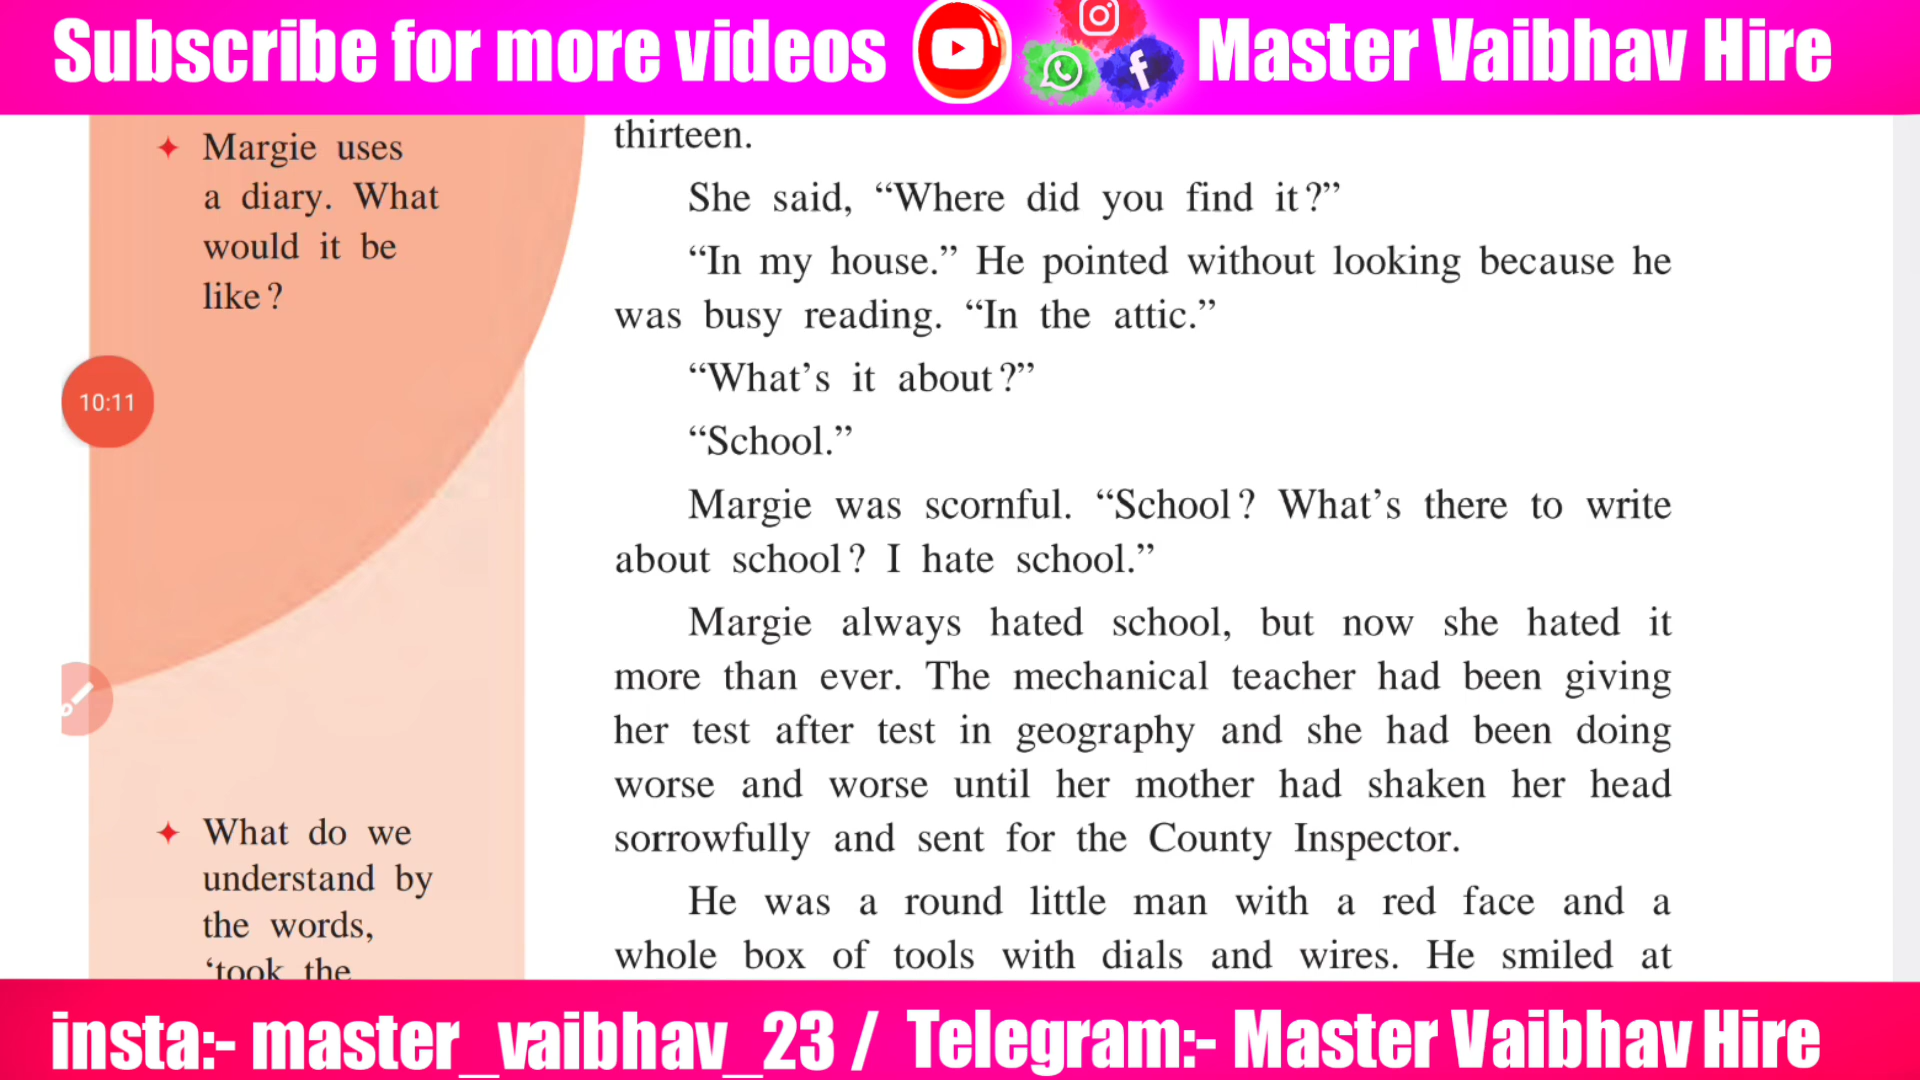 Subscribe for more videos Master Vaibhav Hire
Margie uses
a diary. What
would it be
like?
10:11
What do we
understand by
the words,
‘took the
thirteen.
She said, “Where did you find it?”
“In my house.” He pointed without looking because he
was busy reading. “In the attic.”
“What’s it about?”
“School.”
Margie was scornful. “School? What’s there to write
about school? I hate school.”
Margie always hated school, but now she hated it
more than ever. The mechanical teacher had been giving
her test after test in geography and she had been doing
worse and worse until her mother had shaken her head
sorrowfully and sent for the County Inspector.
He was a round little man with a red face and a
whole box of tools with dials and wires. He smiled at
insta:- master_vaibhav_23 / Telegram:- Master Vaibhav Hire